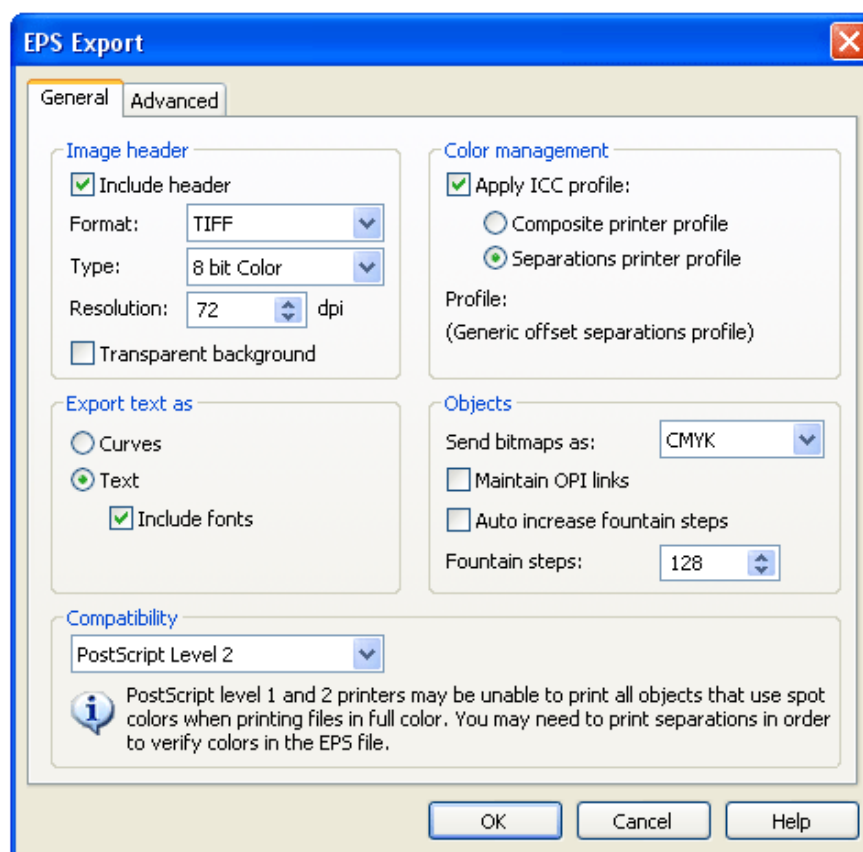 EPS Export
General
Advanced
Image header
Include header
Format:
TIFF
Type:
8 bit Color
Resolution:
72
dpi
Transparent background
Color management
Apply ICC profile:
Composite printer profile
Separations printer profile
Profile:
(Generic offset separations profile)
Export text as
Curves
Text
Include fonts
Objects
Send bitmaps as:
CMYK
Maintain OPI links
Auto increase fountain steps
Fountain steps:
128
Compatibility
PostScript Level 2
PostScript level 1 and 2 printers may be unable to print all objects that use spot
colors when printing files in full color. You may need to print separations in order
to verify colors in the EPS file.
OK
Cancel
Help